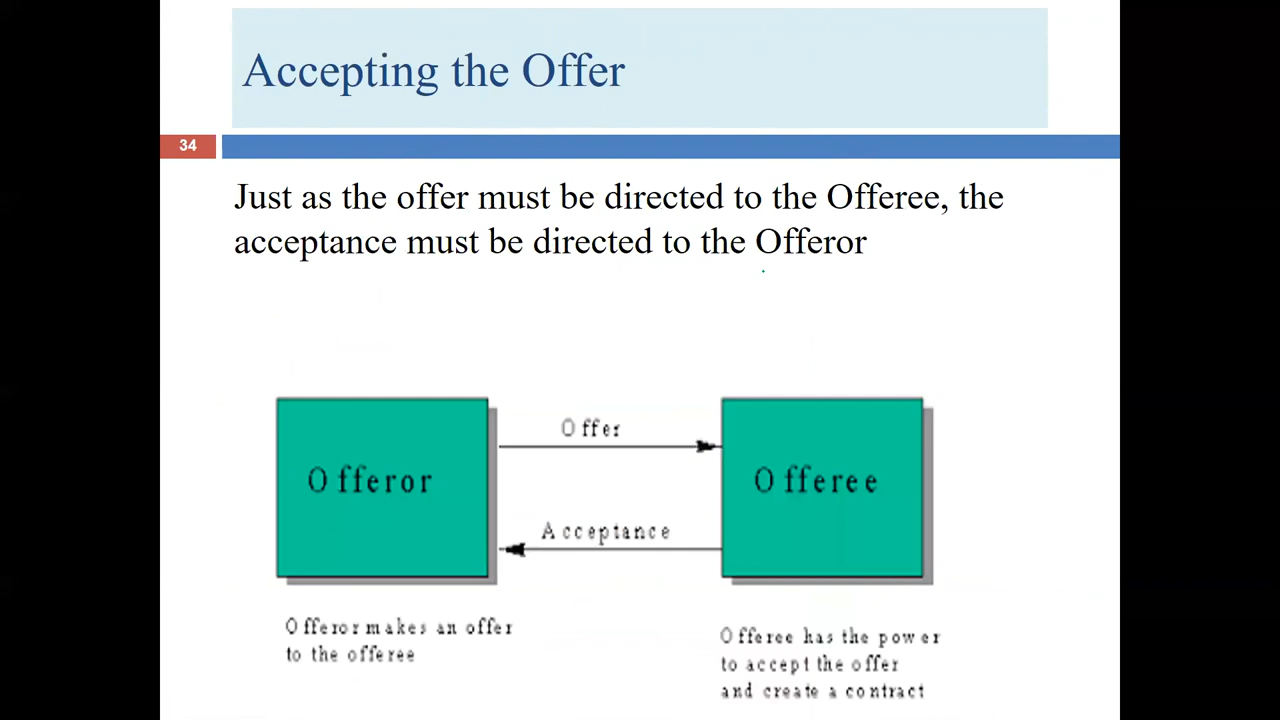 Accepting the Offer
34
Just as the offer must be directed to the Offeree, the
acceptance must be directed to the Offeror
Offer
Offeror
Offeree
Acceptance
Offeror makes an offer
to the offeree
Offeree has the power
to accept the offer
and create a contract